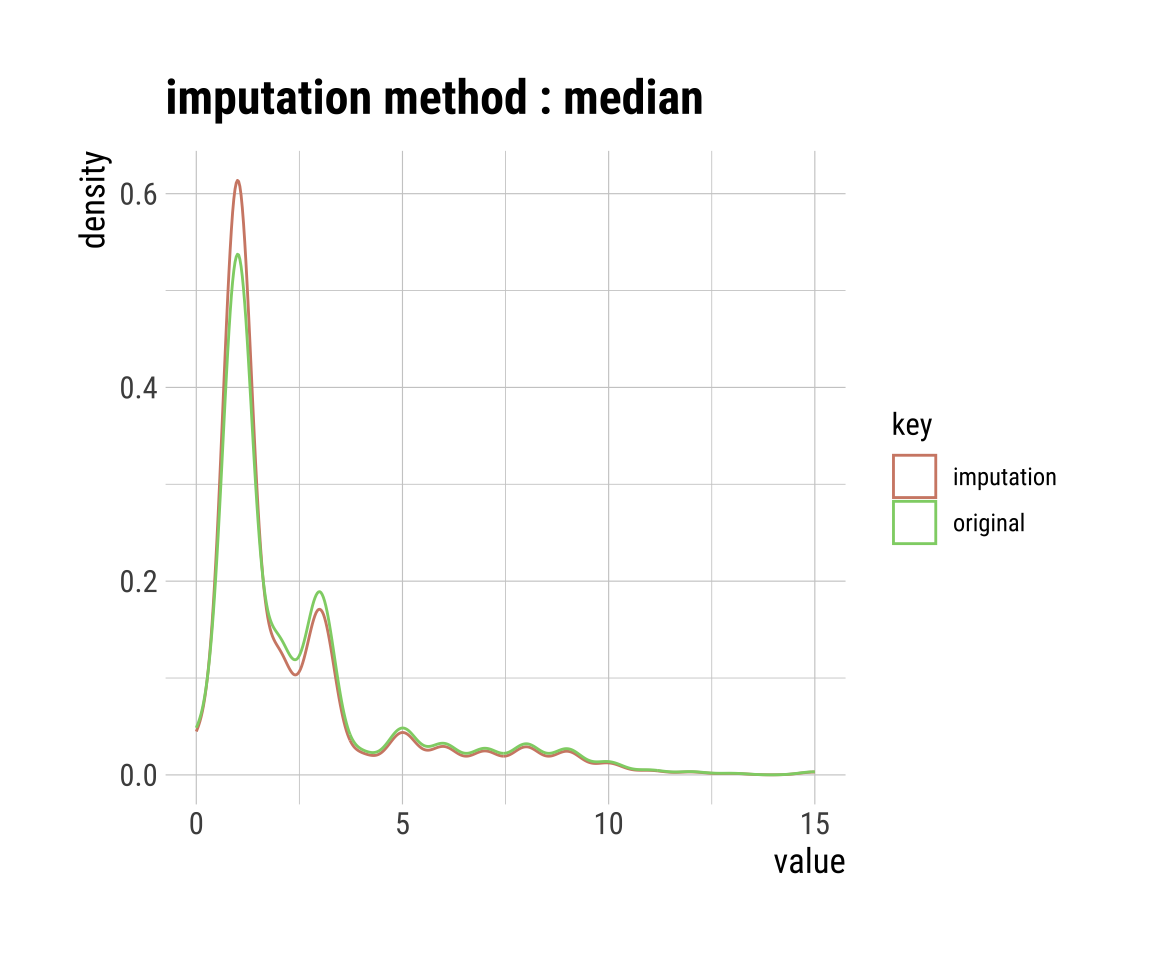 imputation method : median
density
0.6
0.4
0.2
0.0
0 5 10 15
value
key
imputation
original